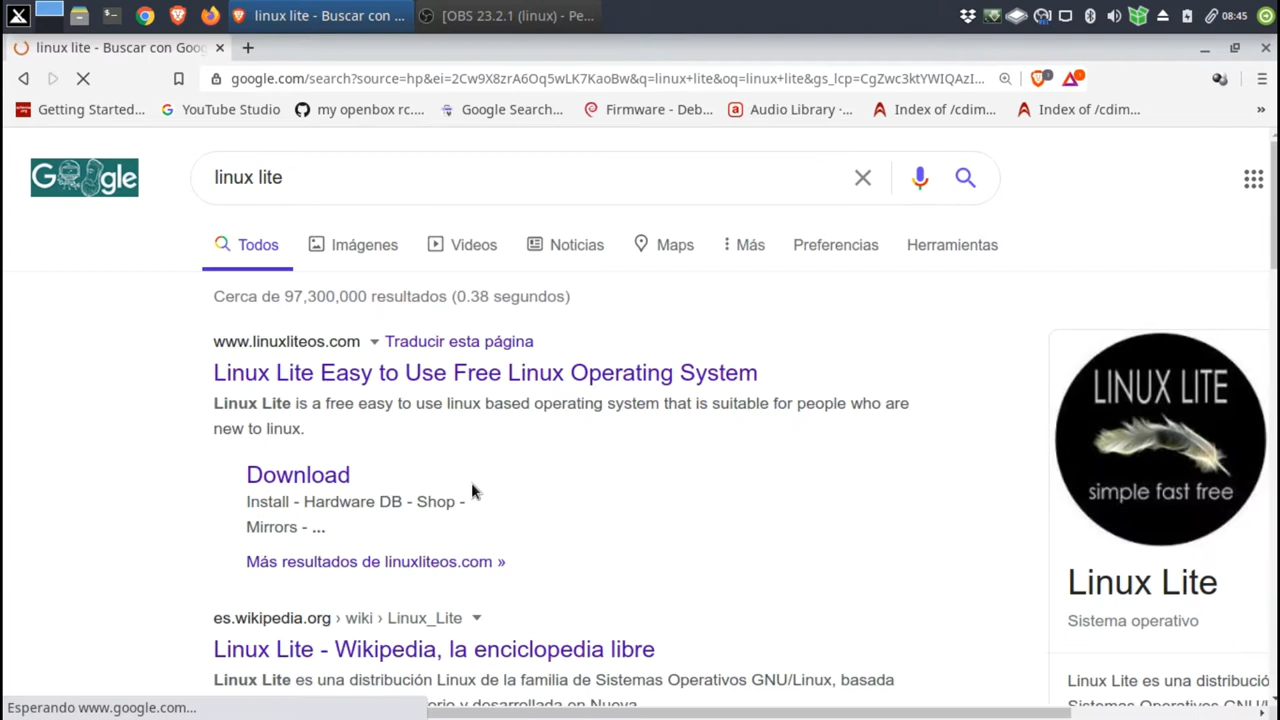 linux lite - Buscar con ...
[OBS 23.2.1 (linux) - Pe...
08:45
linux lite - Buscar con Goo
google.com/search?source=hp&ei=2Cw9X8zrA6Oq5wLK7KaoBw&q=linux+lite&oq=linux+lite&gs_lcp=CgZwc3ktYWIQAzI...
Getting Started...
YouTube Studio
my openbox rc....
Google Search...
Firmware - Deb...
Audio Library -...
Index of /cdim...
Index of /cdim...
»
Google
linux lite
Todos
Imágenes
Videos
Noticias
Maps
Más
Preferencias
Herramientas
Cerca de 97,300,000 resultados (0.38 segundos)
www.linuxliteos.com
Traducir esta página
Linux Lite Easy to Use Free Linux Operating System
Linux Lite is a free easy to use linux based operating system that is suitable for people who are
new to linux.
Download
Install - Hardware DB - Shop -
Mirrors - ...
Más resultados de linuxliteos.com »
es.wikipedia.org › wiki › Linux_Lite
Linux Lite - Wikipedia, la enciclopedia libre
Linux Lite es una distribución Linux de la familia de Sistemas Operativos GNU/Linux, basada
y desarrollada en Nueva
LINUX LITE
simple fast free
Linux Lite
Sistema operativo
Linux Lite es una distribució
Sistemas Operativos GNU/Linux
Esperando www.google.com...